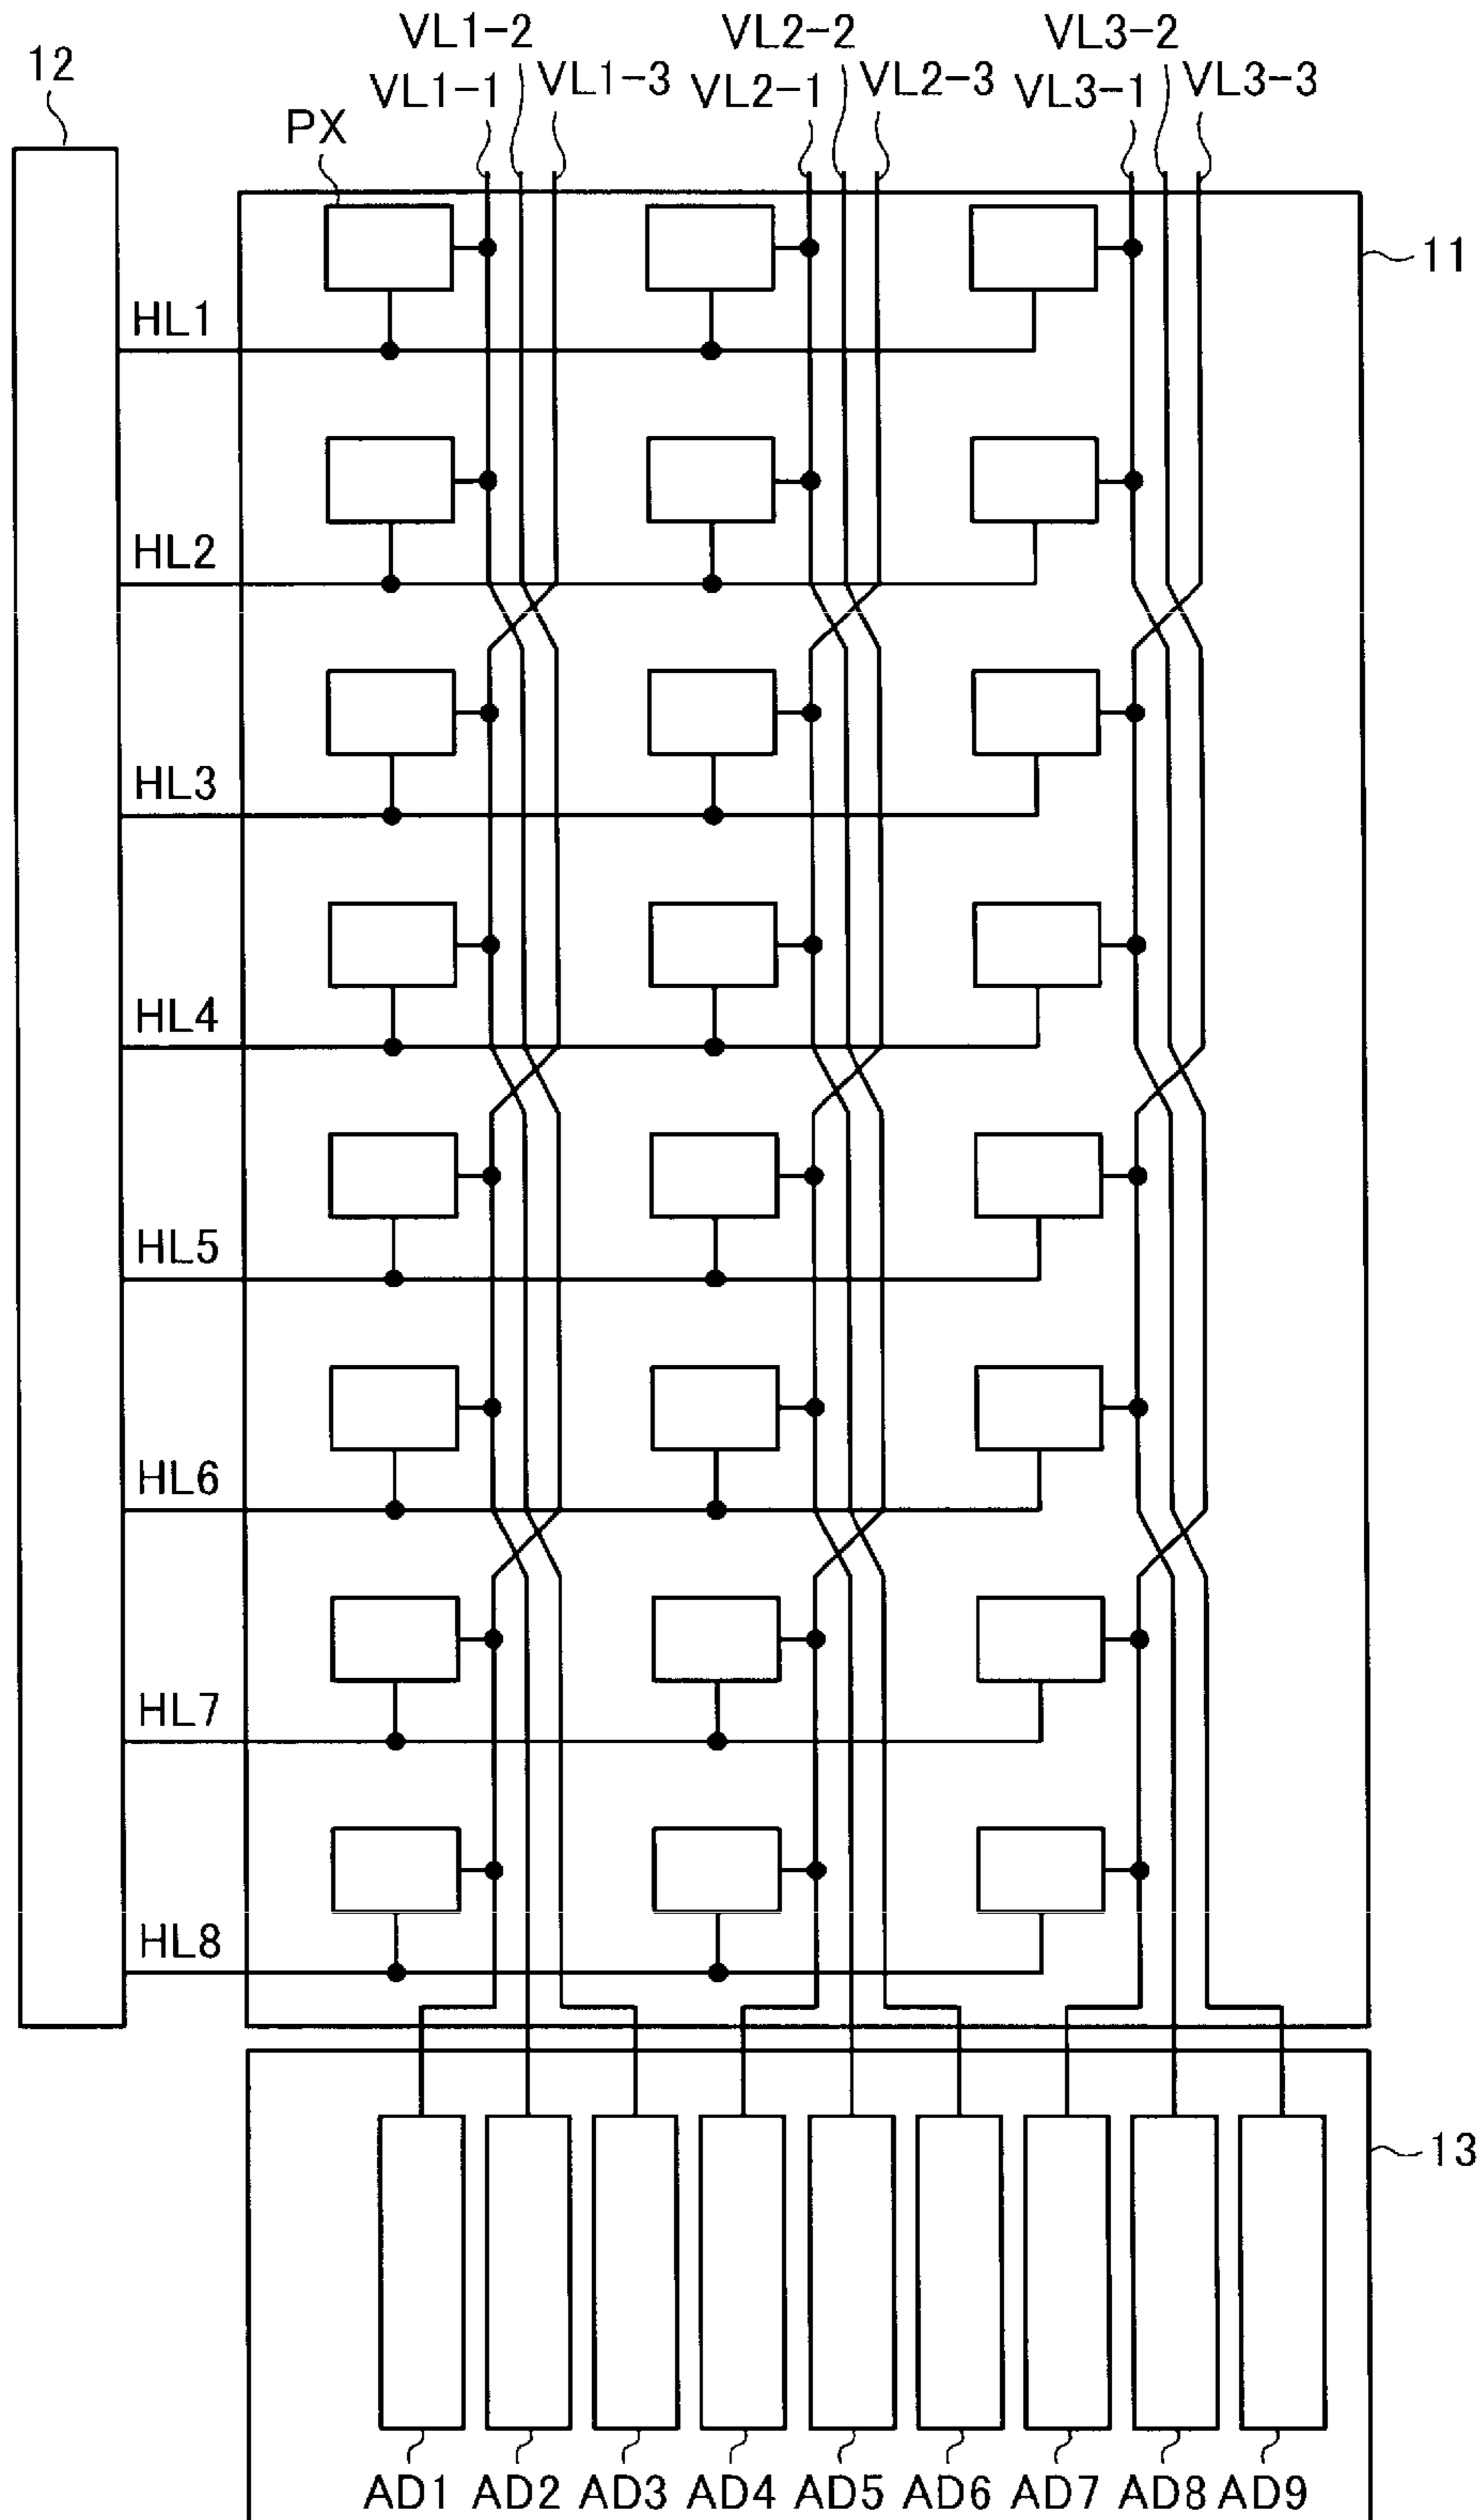 VL1-2 VL2-2 VL3-2
12 VL1-1 VL1-3 VL2-1 VL2-3 VL3-1 VL3-3
PX
11
HL1
HL2
HL3
HL4
HL5
HL6
HL7
HL8
13
AD1 AD2 AD3 AD4 AD5 AD6 AD7 AD8 AD9